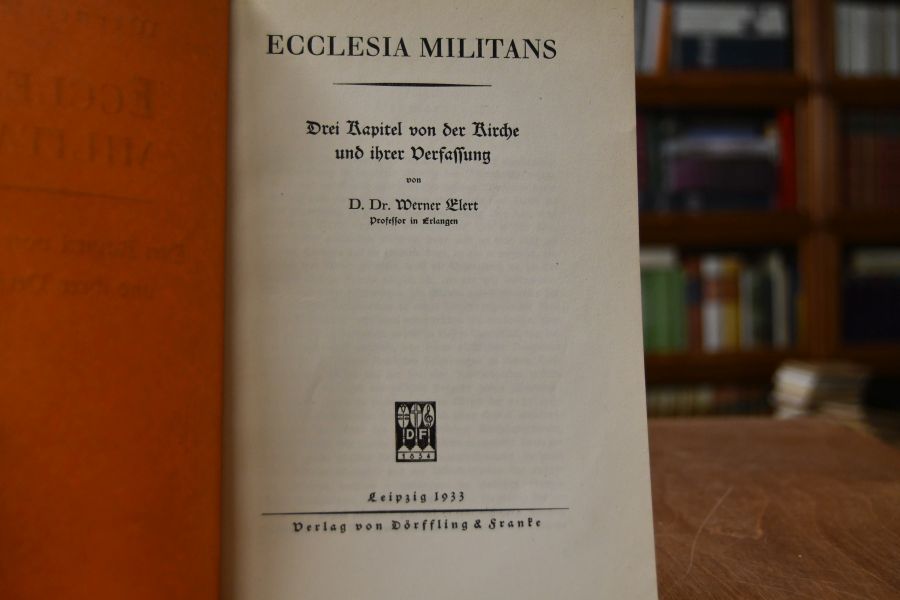 ECCLESIA MILITANS
Drei Kapitel von der Kirche
und ihrer Verfassung
von
D. Dr. Werner Elert
Professor in Erlangen
D F
1834
Leipzig 1933
Verlag von Dörffling & Franke